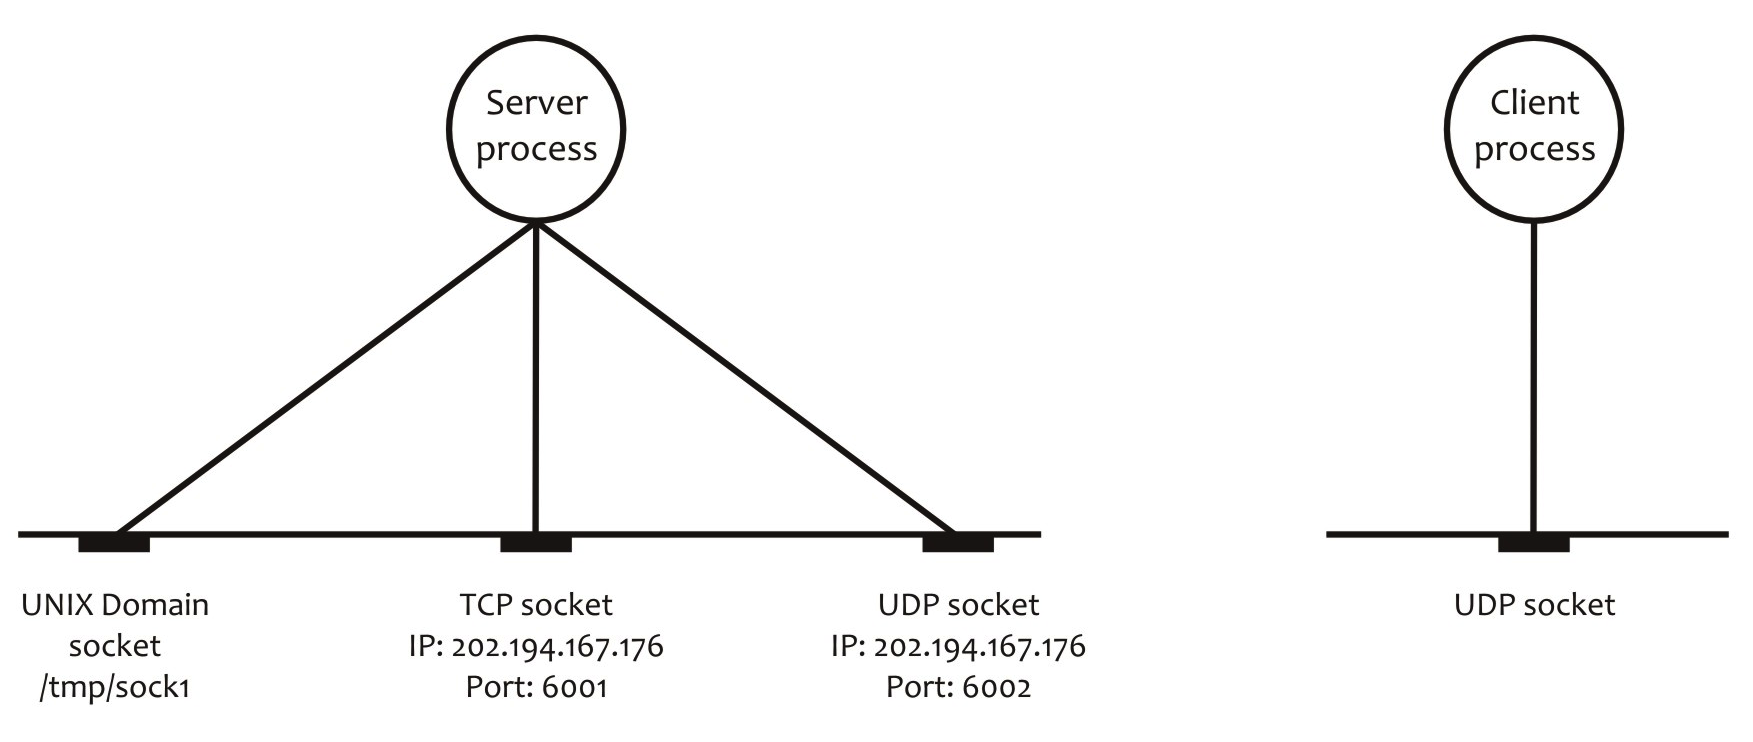 Server
process
Client
process
UNIX Domain
socket
/tmp/sock1
TCP socket
IP: 202.194.167.176
Port: 6001
UDP socket
IP: 202.194.167.176
Port: 6002
UDP socket